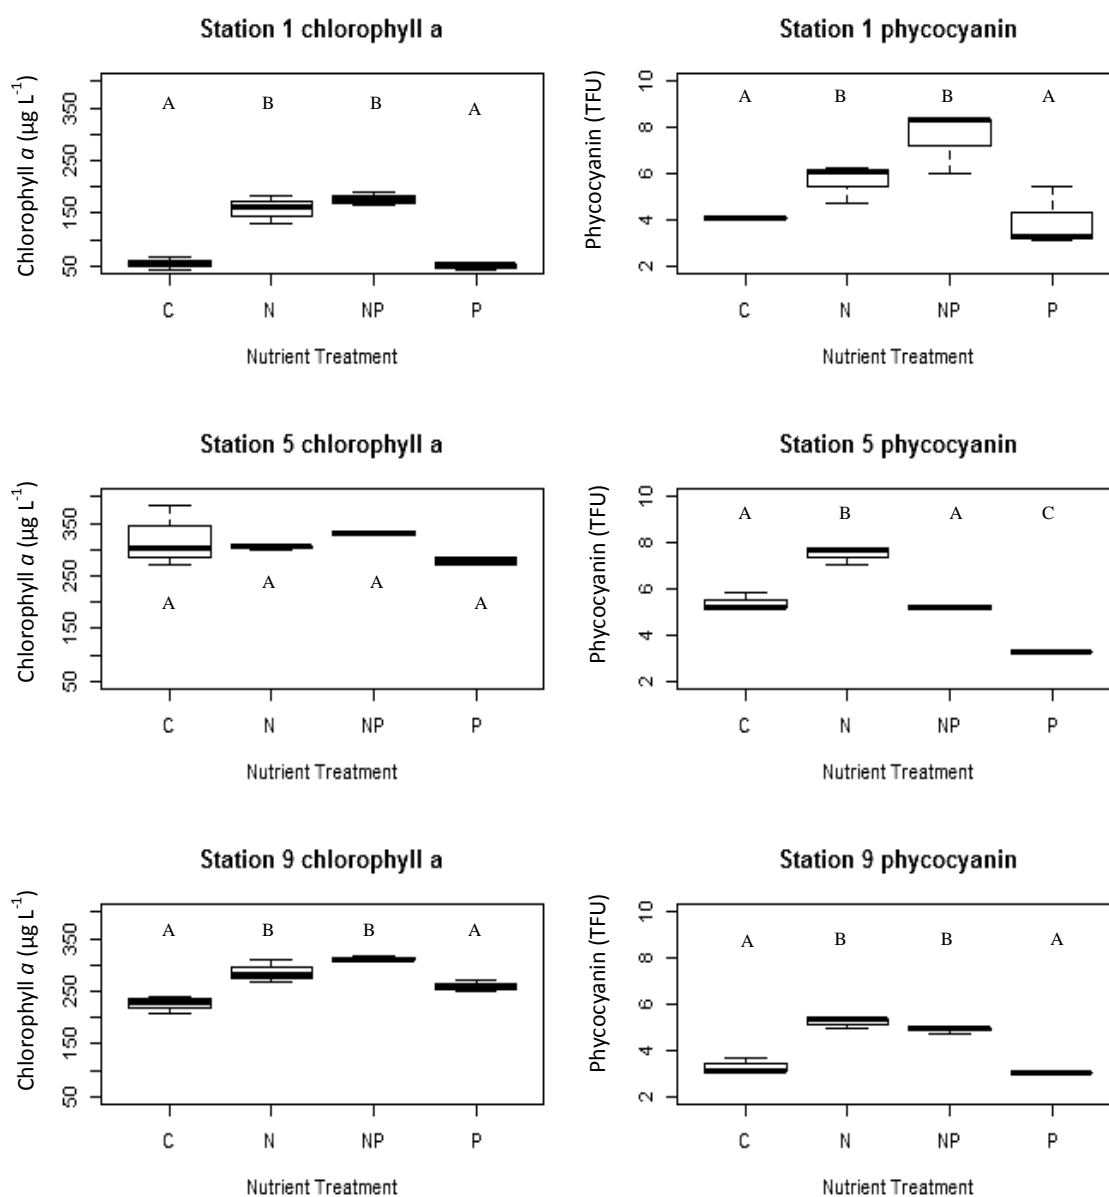 Station 1 chlorophyll a
Chlorophyll a (µg L-1)
350
250
150
50
A B B A
C N NP P
Nutrient Treatment
Station 1 phycocyanin
Phycocyanin (TFU)
10
8
6
4
2
A B B A
C N NP P
Nutrient Treatment
Station 5 chlorophyll a
Chlorophyll a (µg L-1)
350
250
150
50
A A A A
C N NP P
Nutrient Treatment
Station 5 phycocyanin
Phycocyanin (TFU)
10
8
6
4
2
A B A C
C N NP P
Nutrient Treatment
Station 9 chlorophyll a
Chlorophyll a (µg L-1)
350
250
150
50
A B B A
C N NP P
Nutrient Treatment
Station 9 phycocyanin
Phycocyanin (TFU)
10
8
6
4
2
A B B A
C N NP P
Nutrient Treatment